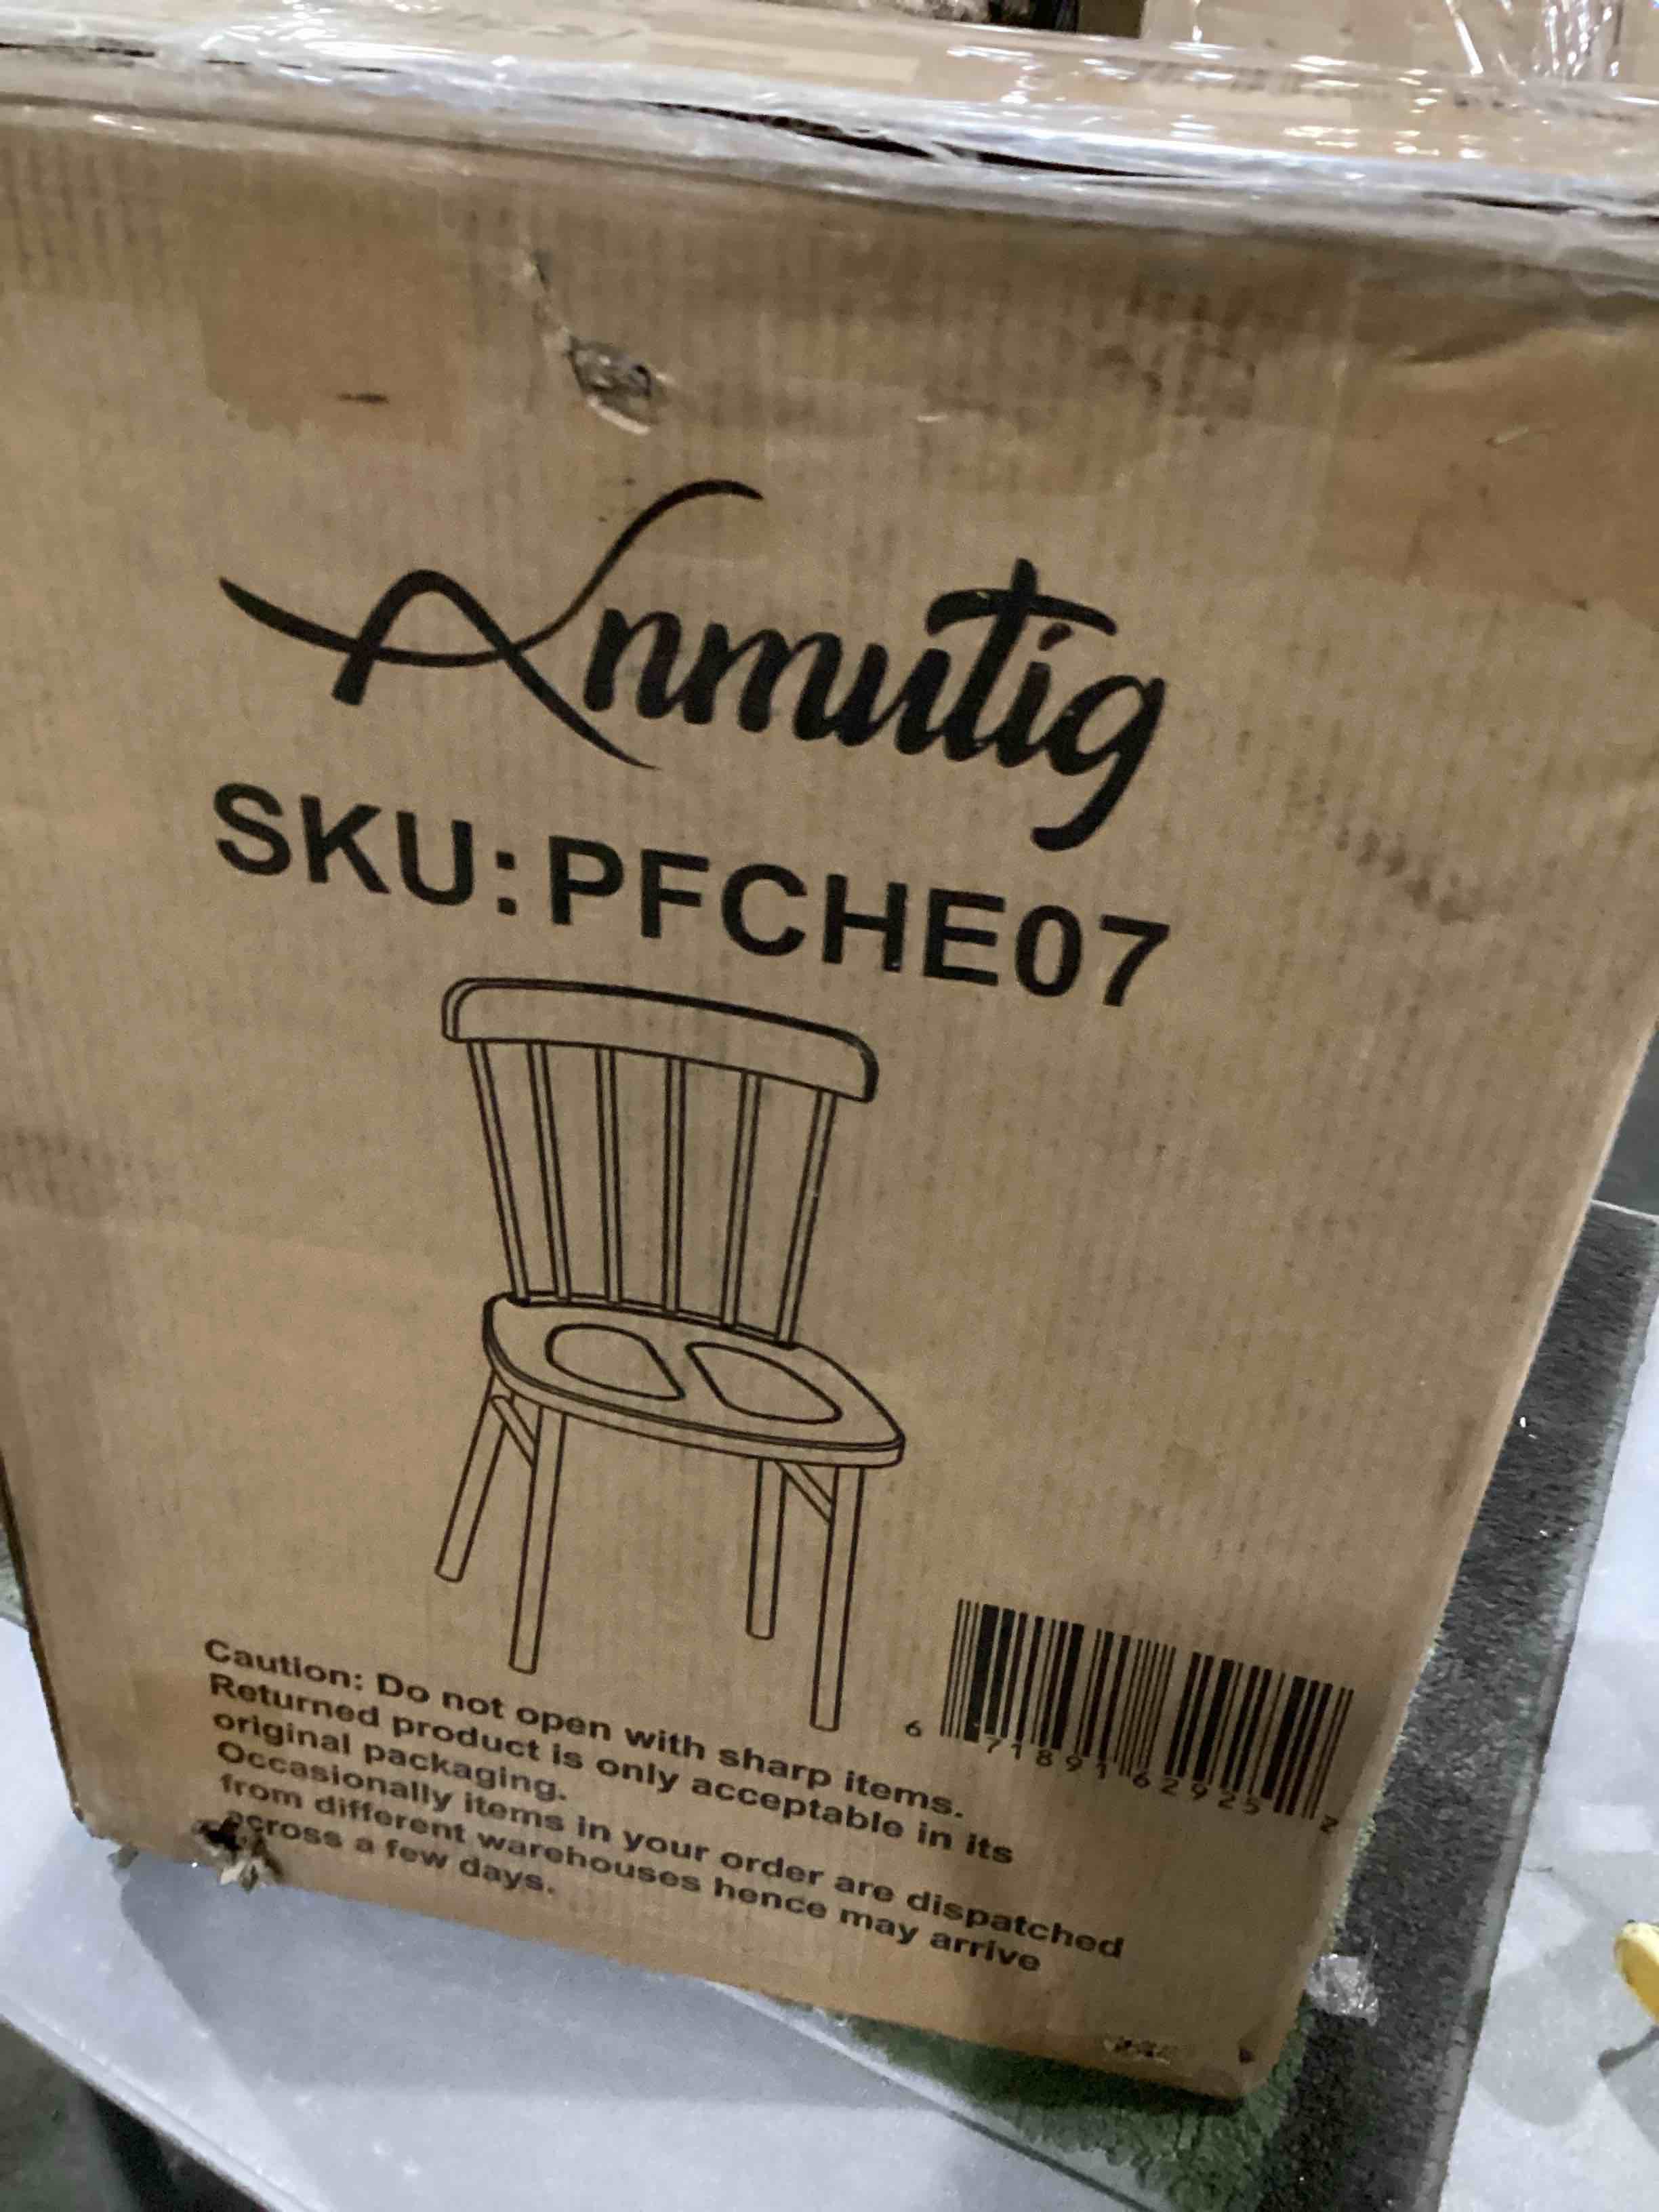 Anmutig
SKU:PFCHE07
Caution: Do not open with sharp items.
Returned product is only acceptable in its
original packaging.
Occasionally items in your order are dispatched
from different warehouses hence may arrive
across a few days.
6 71891 62925 2